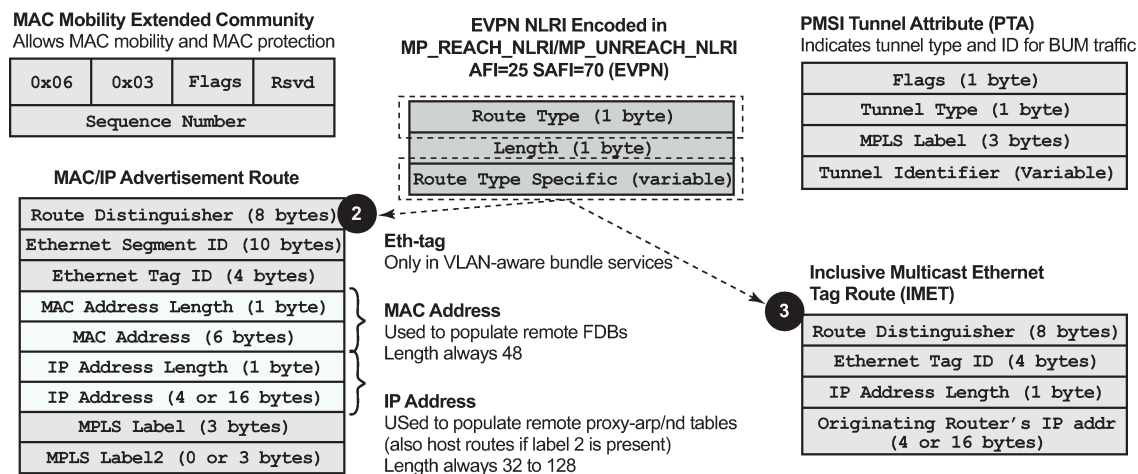 MAC Mobility Extended Community
Allows MAC mobility and MAC protection
0x06 0x03 Flags Rsvd
Sequence Number
EVPN NLRI Encoded in
MP_REACH_NLRI/MP_UNREACH_NLRI
AFI=25 SAFI=70 (EVPN)
Route Type (1 byte)
Length (1 byte)
Route Type Specific (variable)
PMSI Tunnel Attribute (PTA)
Indicates tunnel type and ID for BUM traffic
Flags (1 byte)
Tunnel Type (1 byte)
MPLS Label (3 bytes)
Tunnel Identifier (Variable)
MAC/IP Advertisement Route
2
Route Distinguisher (8 bytes)
Ethernet Segment ID (10 bytes)
Ethernet Tag ID (4 bytes)
MAC Address Length (1 byte)
MAC Address (6 bytes)
IP Address Length (1 byte)
IP Address (4 or 16 bytes)
MPLS Label (3 bytes)
MPLS Label2 (0 or 3 bytes)
Eth-tag
Only in VLAN-aware bundle services
MAC Address
Used to populate remote FDBs
Length always 48
IP Address
USed to populate remote proxy-arp/nd tables
(also host routes if label 2 is present)
Length always 32 to 128
Inclusive Multicast Ethernet
Tag Route (IMET)
3
Route Distinguisher (8 bytes)
Ethernet Tag ID (4 bytes)
IP Address Length (1 byte)
Originating Router's IP addr
(4 or 16 bytes)